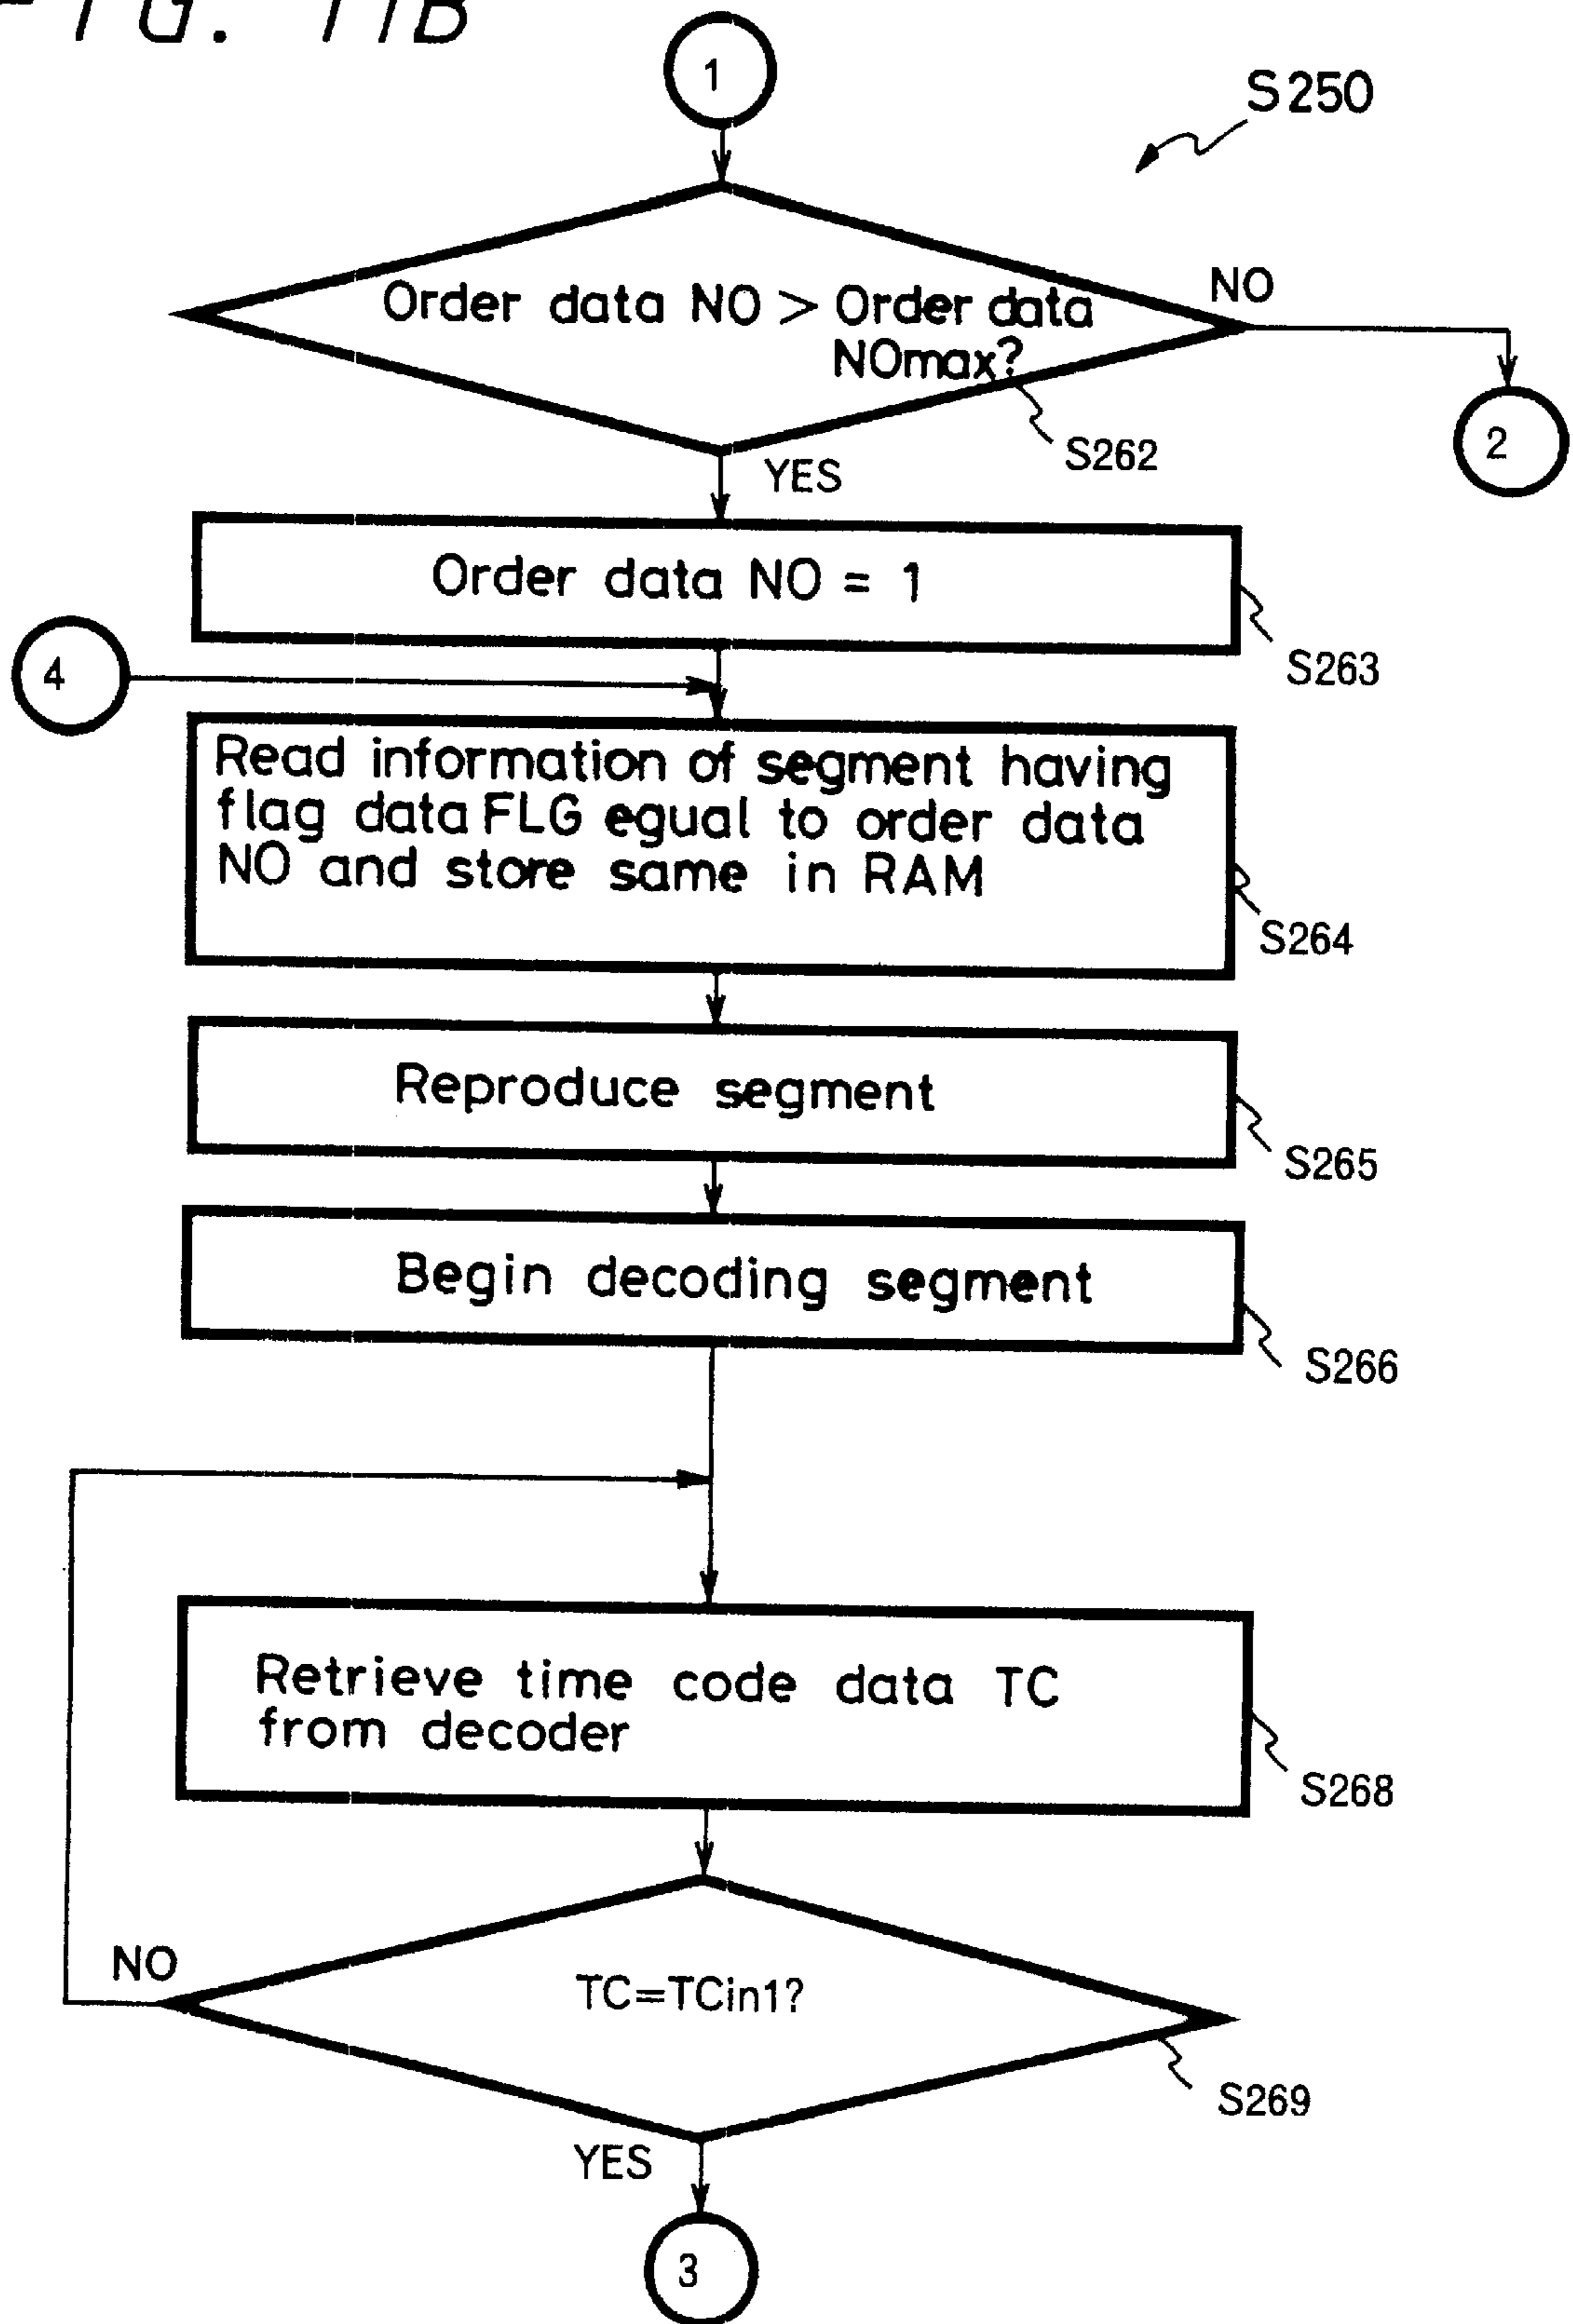 FIG. 11B
1
S250
Order data NO > Order data
NOmax?
NO
S262
2
YES
Order data NO = 1
S263
4
Read information of segment having
flag data FLG equal to order data
NO and store same in RAM
S264
Reproduce segment
S265
Begin decoding segment
S266
Retrieve time code data TC
from decoder
S268
NO
TC=TCin1?
S269
YES
3